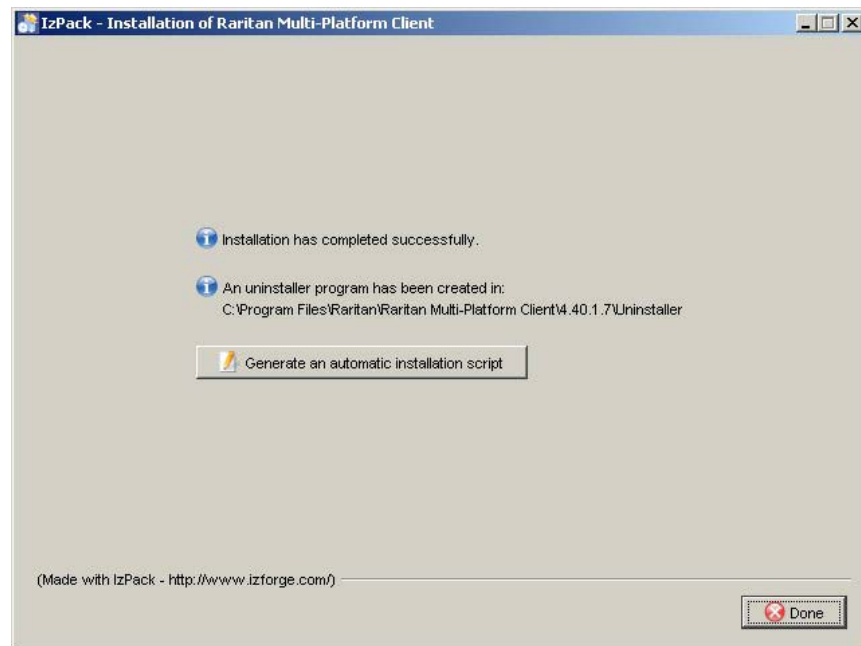 IzPack - Installation of Raritan Multi-Platform Client
Installation has completed successfully.
An uninstaller program has been created in:
C:\Program Files\Raritan\Raritan Multi-Platform Client\4.40.1.7\Uninstaller
Generate an automatic installation script
(Made with IzPack - http://www.izforge.com/)
Done